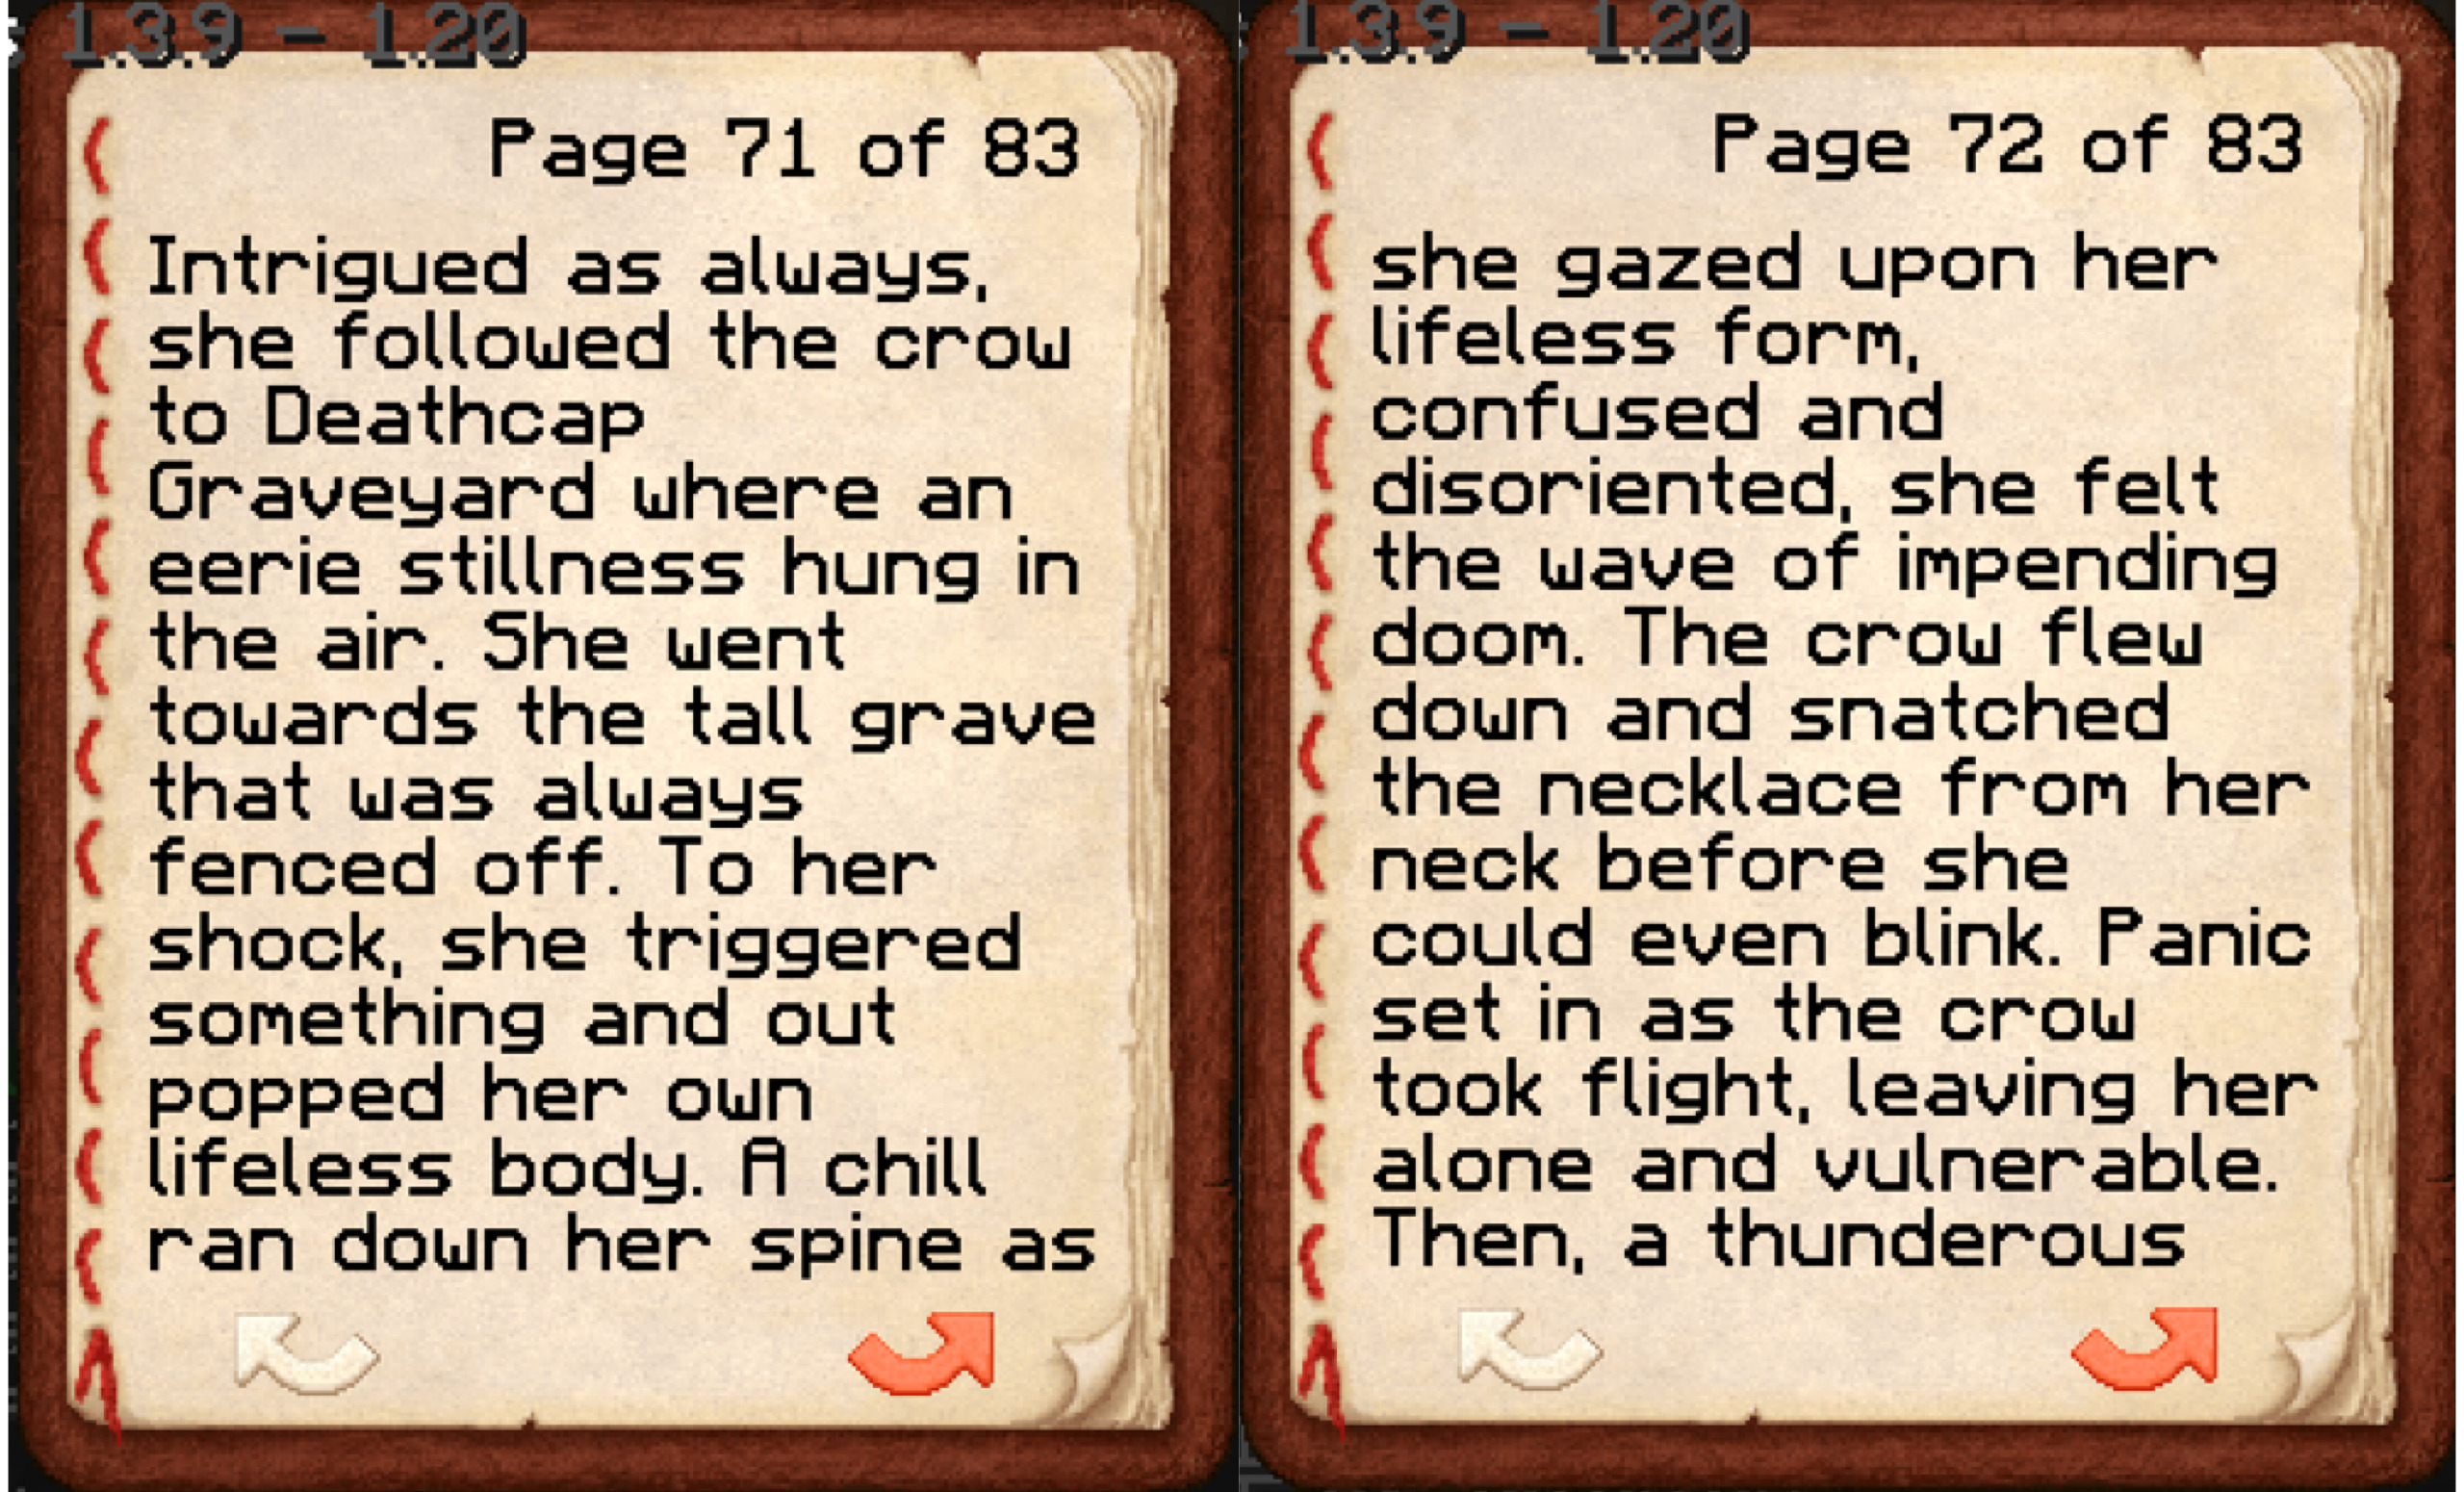 1.3.9 - 1.20
Page 71 of 83
Intrigued as always,
she followed the crow
to Deathcap
Graveyard where an
eerie stillness hung in
the air. She went
towards the tall grave
that was always
fenced off. To her
shock, she triggered
something and out
popped her own
lifeless body. A chill
ran down her spine as
1.3.9 - 1.20
Page 72 of 83
she gazed upon her
lifeless form,
confused and
disoriented, she felt
the wave of impending
doom. The crow flew
down and snatched
the necklace from her
neck before she
could even blink. Panic
set in as the crow
took flight, leaving her
alone and vulnerable.
Then, a thunderous